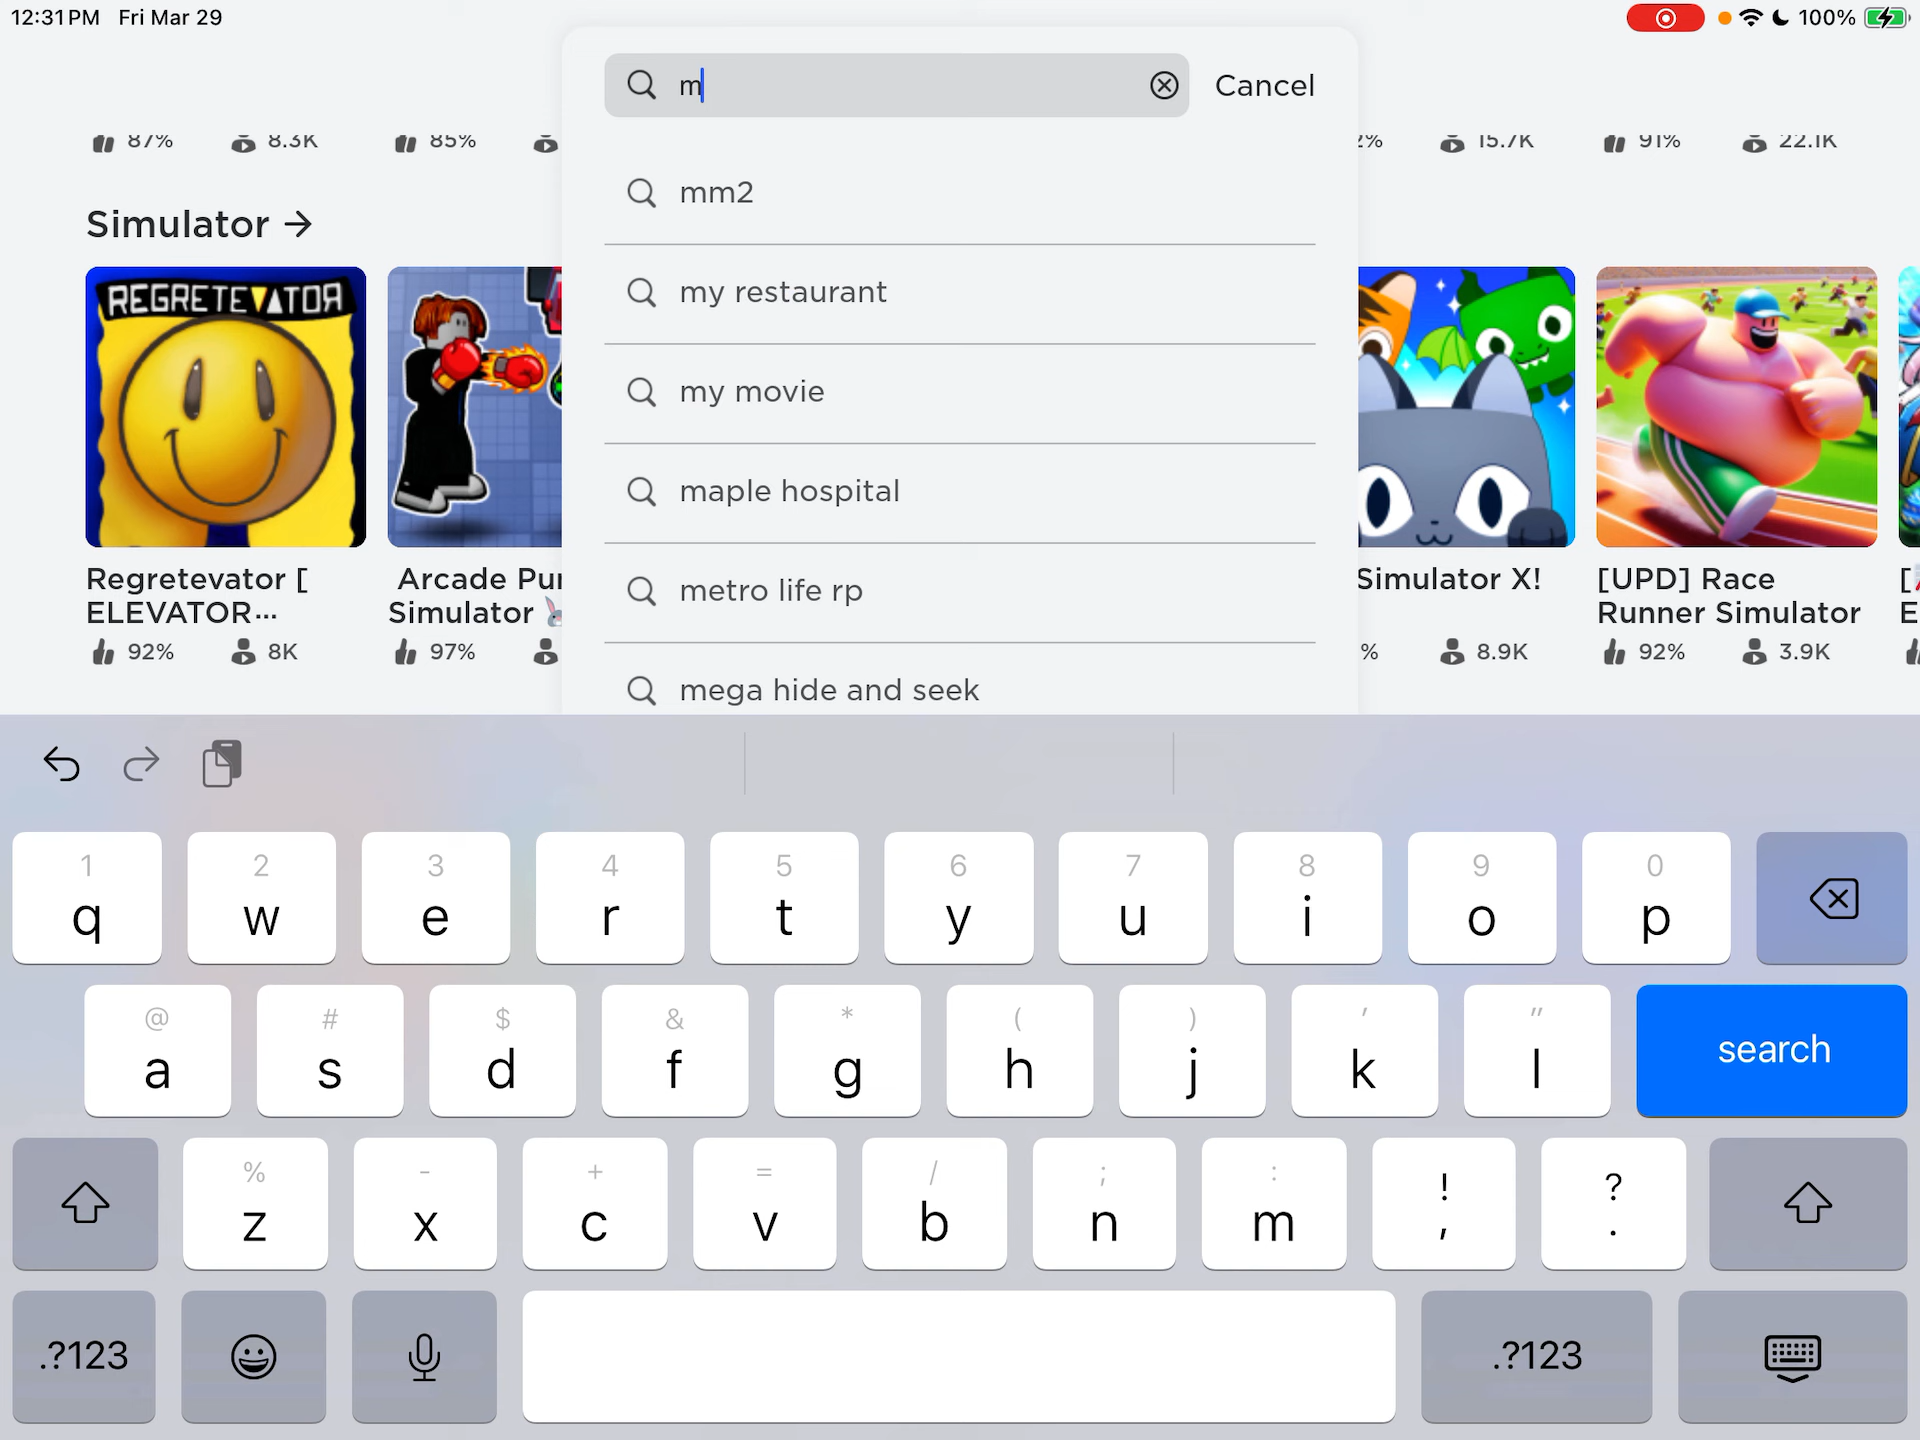 12:31 PM Fri Mar 29
100%
m
Cancel
87% 8.3K 85%
2% 15.7K 91% 22.1K
mm2
Simulator →
my restaurant
my movie
maple hospital
metro life rp
mega hide and seek
REGRETEVATOR
Regretevator [
ELEVATOR...
92% 8K
Arcade Pu
Simulator
97%
Simulator X!
% 8.9K
[UPD] Race
Runner Simulator
92% 3.9K
[
E
1 2 3 4 5 6 7 8 9 0
q w e r t y u i o p
@ # $ & * ( ) ' "
a s d f g h j k l search
% - + = / ; : ! ?
z x c v b n m , .
.?123 .?123